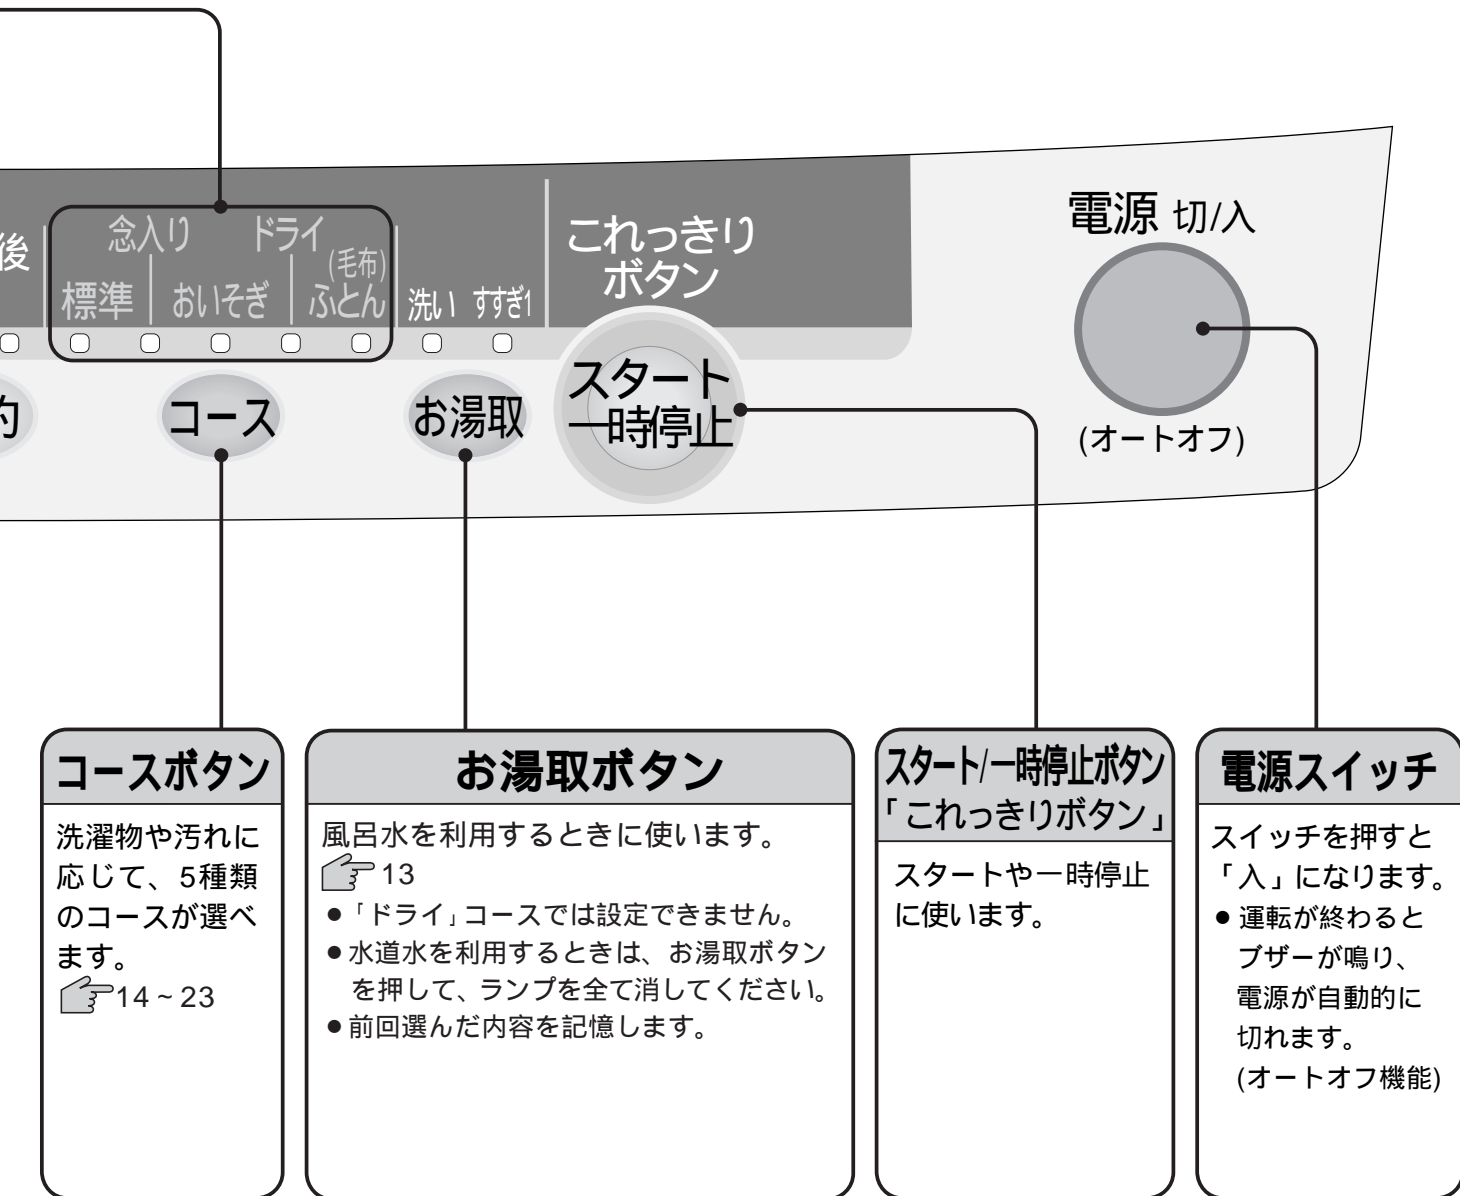 後
念入り ドライ
(毛布)
標準 おいそぎ ふとん
洗い すすぎ1
これっきり
ボタン
電源 切/入
コース
お湯取
スタート
一時停止
(オートオフ)
コースボタン
洗濯物や汚れに
応じて、5種類
のコースが選べ
ます。
14~23
お湯取ボタン
風呂水を利用するときに使います。
13
●「ドライ」コースでは設定できません。
●水道水を利用するときは、お湯取ボタン
を押して、ランプを全て消してください。
●前回選んだ内容を記憶します。
スタート/一時停止ボタン
「これっきりボタン」
スタートや一時停止
に使います。
電源スイッチ
スイッチを押すと
「入」になります。
●運転が終わると
ブザーが鳴り、
電源が自動的に
切れます。
(オートオフ機能)